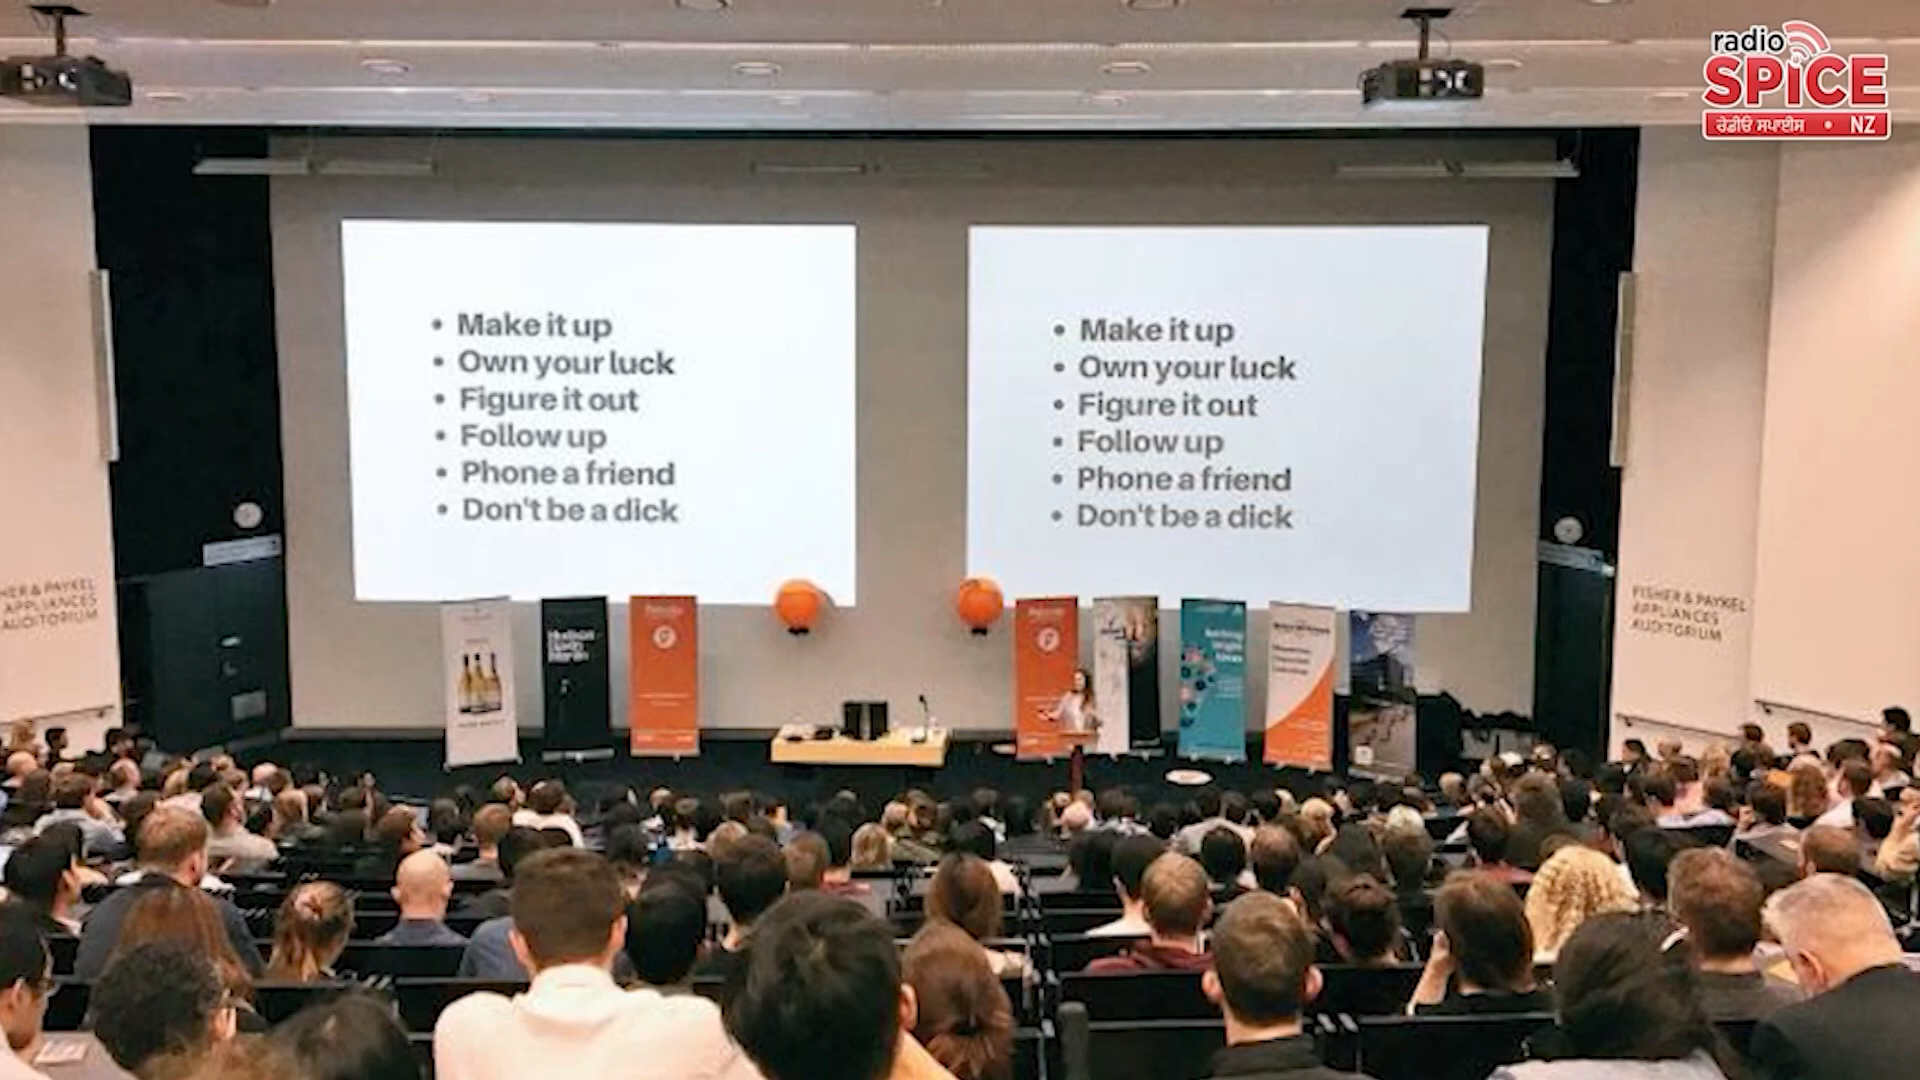 radio
SPiCE
ਰੇਡੀਓ ਸਪਾਈਸ • NZ
• Make it up
• Own your luck
• Figure it out
• Follow up
• Phone a friend
• Don't be a dick
• Make it up
• Own your luck
• Figure it out
• Follow up
• Phone a friend
• Don't be a dick
HER & PAYKEL
APPLIANCES
AUDITORIUM
FISHER & PAYKEL
APPLIANCES
AUDITORIUM